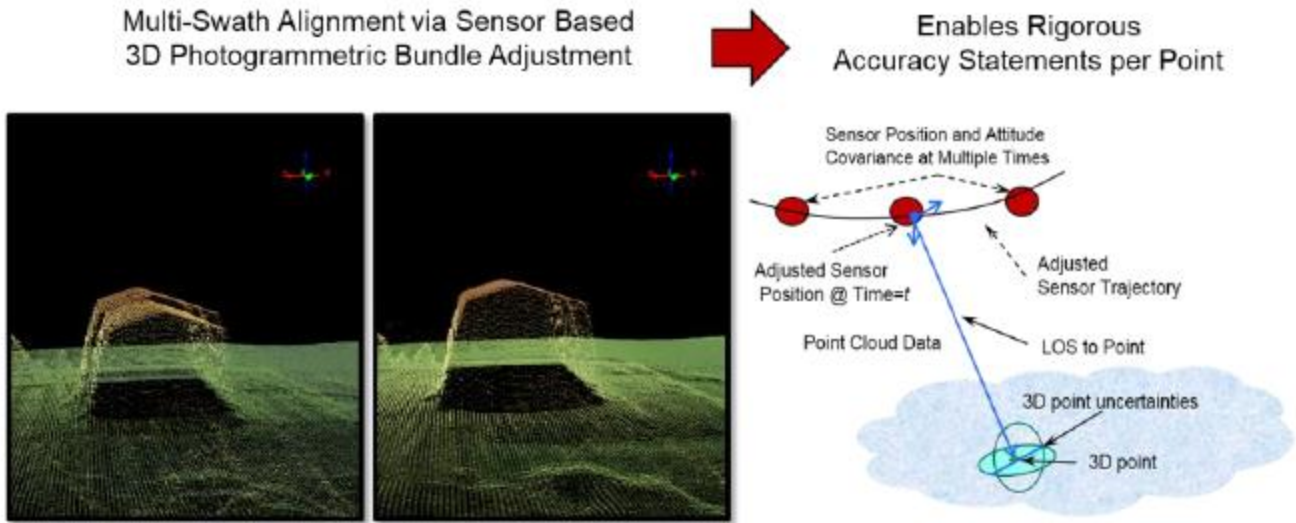 Multi-Swath Alignment via Sensor Based
3D Photogrammetric Bundle Adjustment
Enables Rigorous
Accuracy Statements per Point
Sensor Position and Attitude
Covariance at Multiple Times
Adjusted Sensor
Position @ Time=t
Adjusted
Sensor Trajectory
Point Cloud Data
LOS to Point
3D point uncertainties
3D point